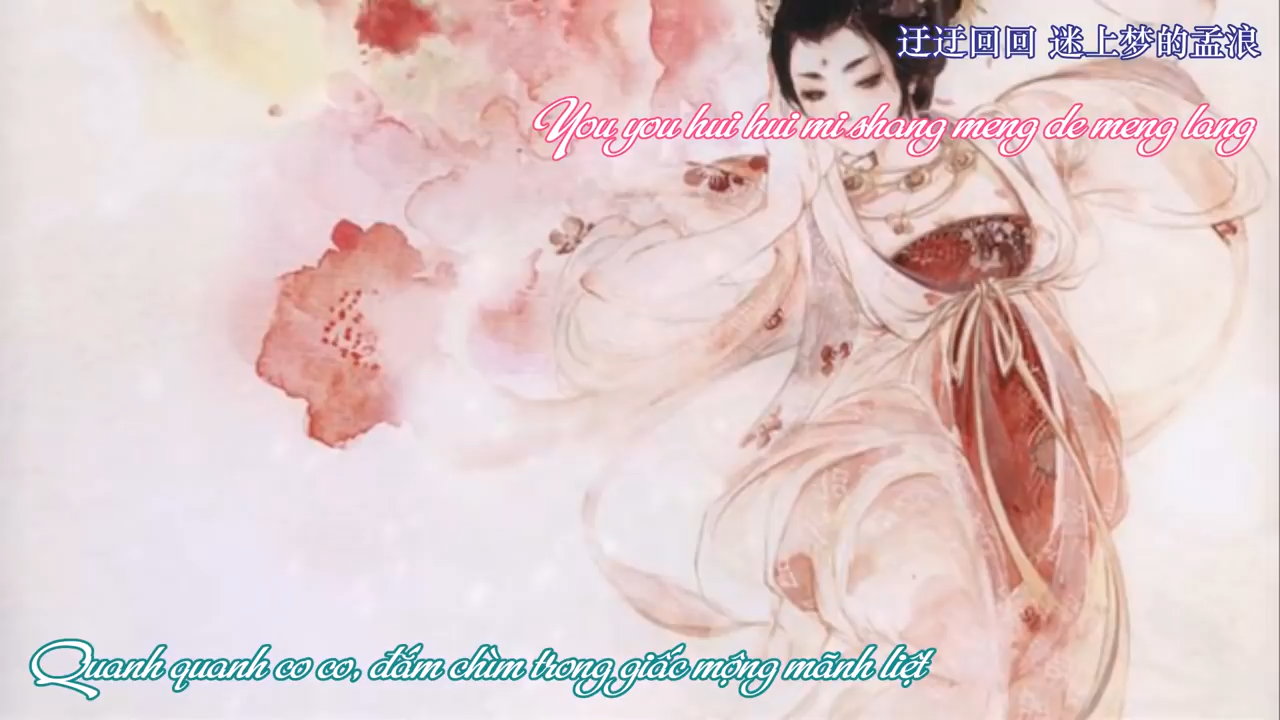 迂迂回回 迷上梦的孟浪
You you hui hui mi shang meng de meng lang
Quanh quanh co co, đắm chìm trong giấc mộng mãnh liệt